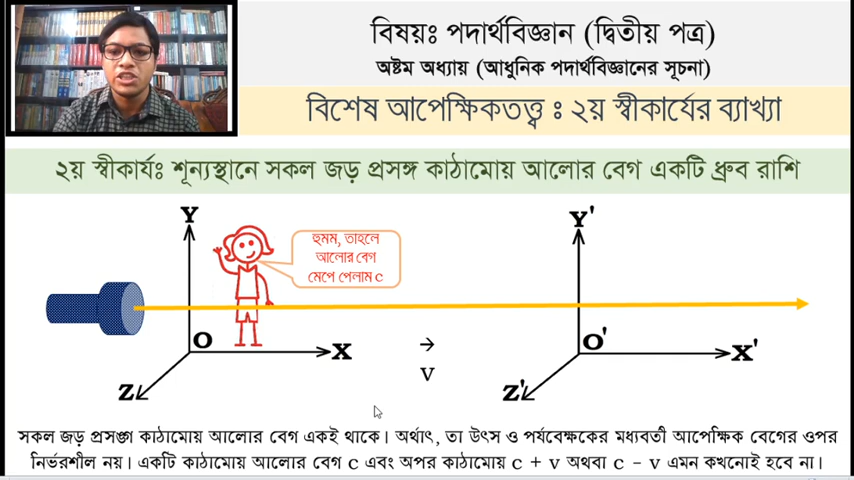 বিষয়ঃ পদার্থবিজ্ঞান (দ্বিতীয় পত্র)
অষ্টম অধ্যায় (আধুনিক পদার্থবিজ্ঞানের সূচনা)
বিশেষ আপেক্ষিকতত্ত্ব ঃ ২য় স্বীকার্যের ব্যাখ্যা
২য় স্বীকার্যঃ শূন্যস্থানে সকল জড় প্রসঙ্গ কাঠামোয় আলোর বেগ একটি ধ্রুব রাশি
Y
Y'
হুমম, তাহলে
আলোর বেগ
মেপে পেলাম c
O
X
Z
→
v
O'
X'
Z'
সকল জড় প্রসঙ্গ কাঠামোয় আলোর বেগ একই থাকে। অর্থাৎ, তা উৎস ও পর্যবেক্ষকের মধ্যবর্তী আপেক্ষিক বেগের ওপর
নির্ভরশীল নয়। একটি কাঠামোয় আলোর বেগ c এবং অপর কাঠামোয় c + v অথবা c – v এমন কখনোই হবে না।